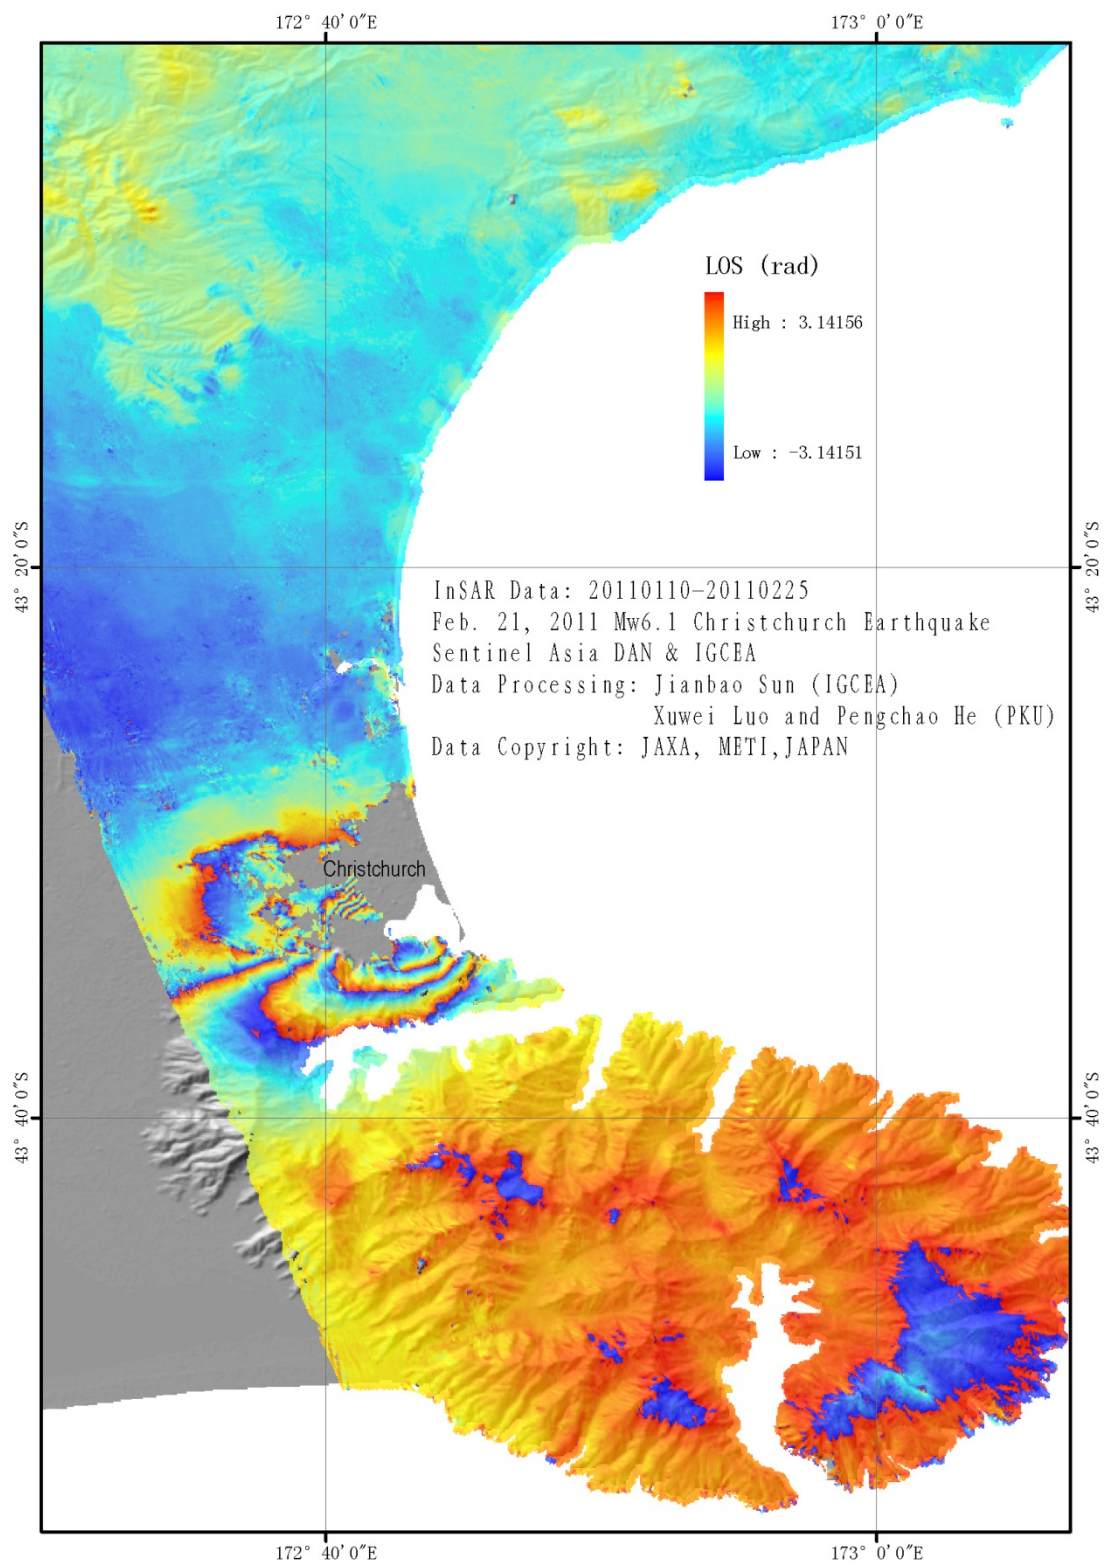 172° 40′0″E
173° 0′0″E
LOS (rad)
High : 3.14156
Low : -3.14151
43° 20′0″S
43° 20′0″S
InSAR Data: 20110110-20110225
Feb. 21, 2011 Mw6.1 Christchurch Earthquake
Sentinel Asia DAN & IGCEA
Data Processing: Jianbao Sun (IGCEA)
Xuwei Luo and Pengchao He (PKU)
Data Copyright: JAXA, METI,JAPAN
Christchurch
43° 40′0″S
43° 40′0″S
172° 40′0″E
173° 0′0″E